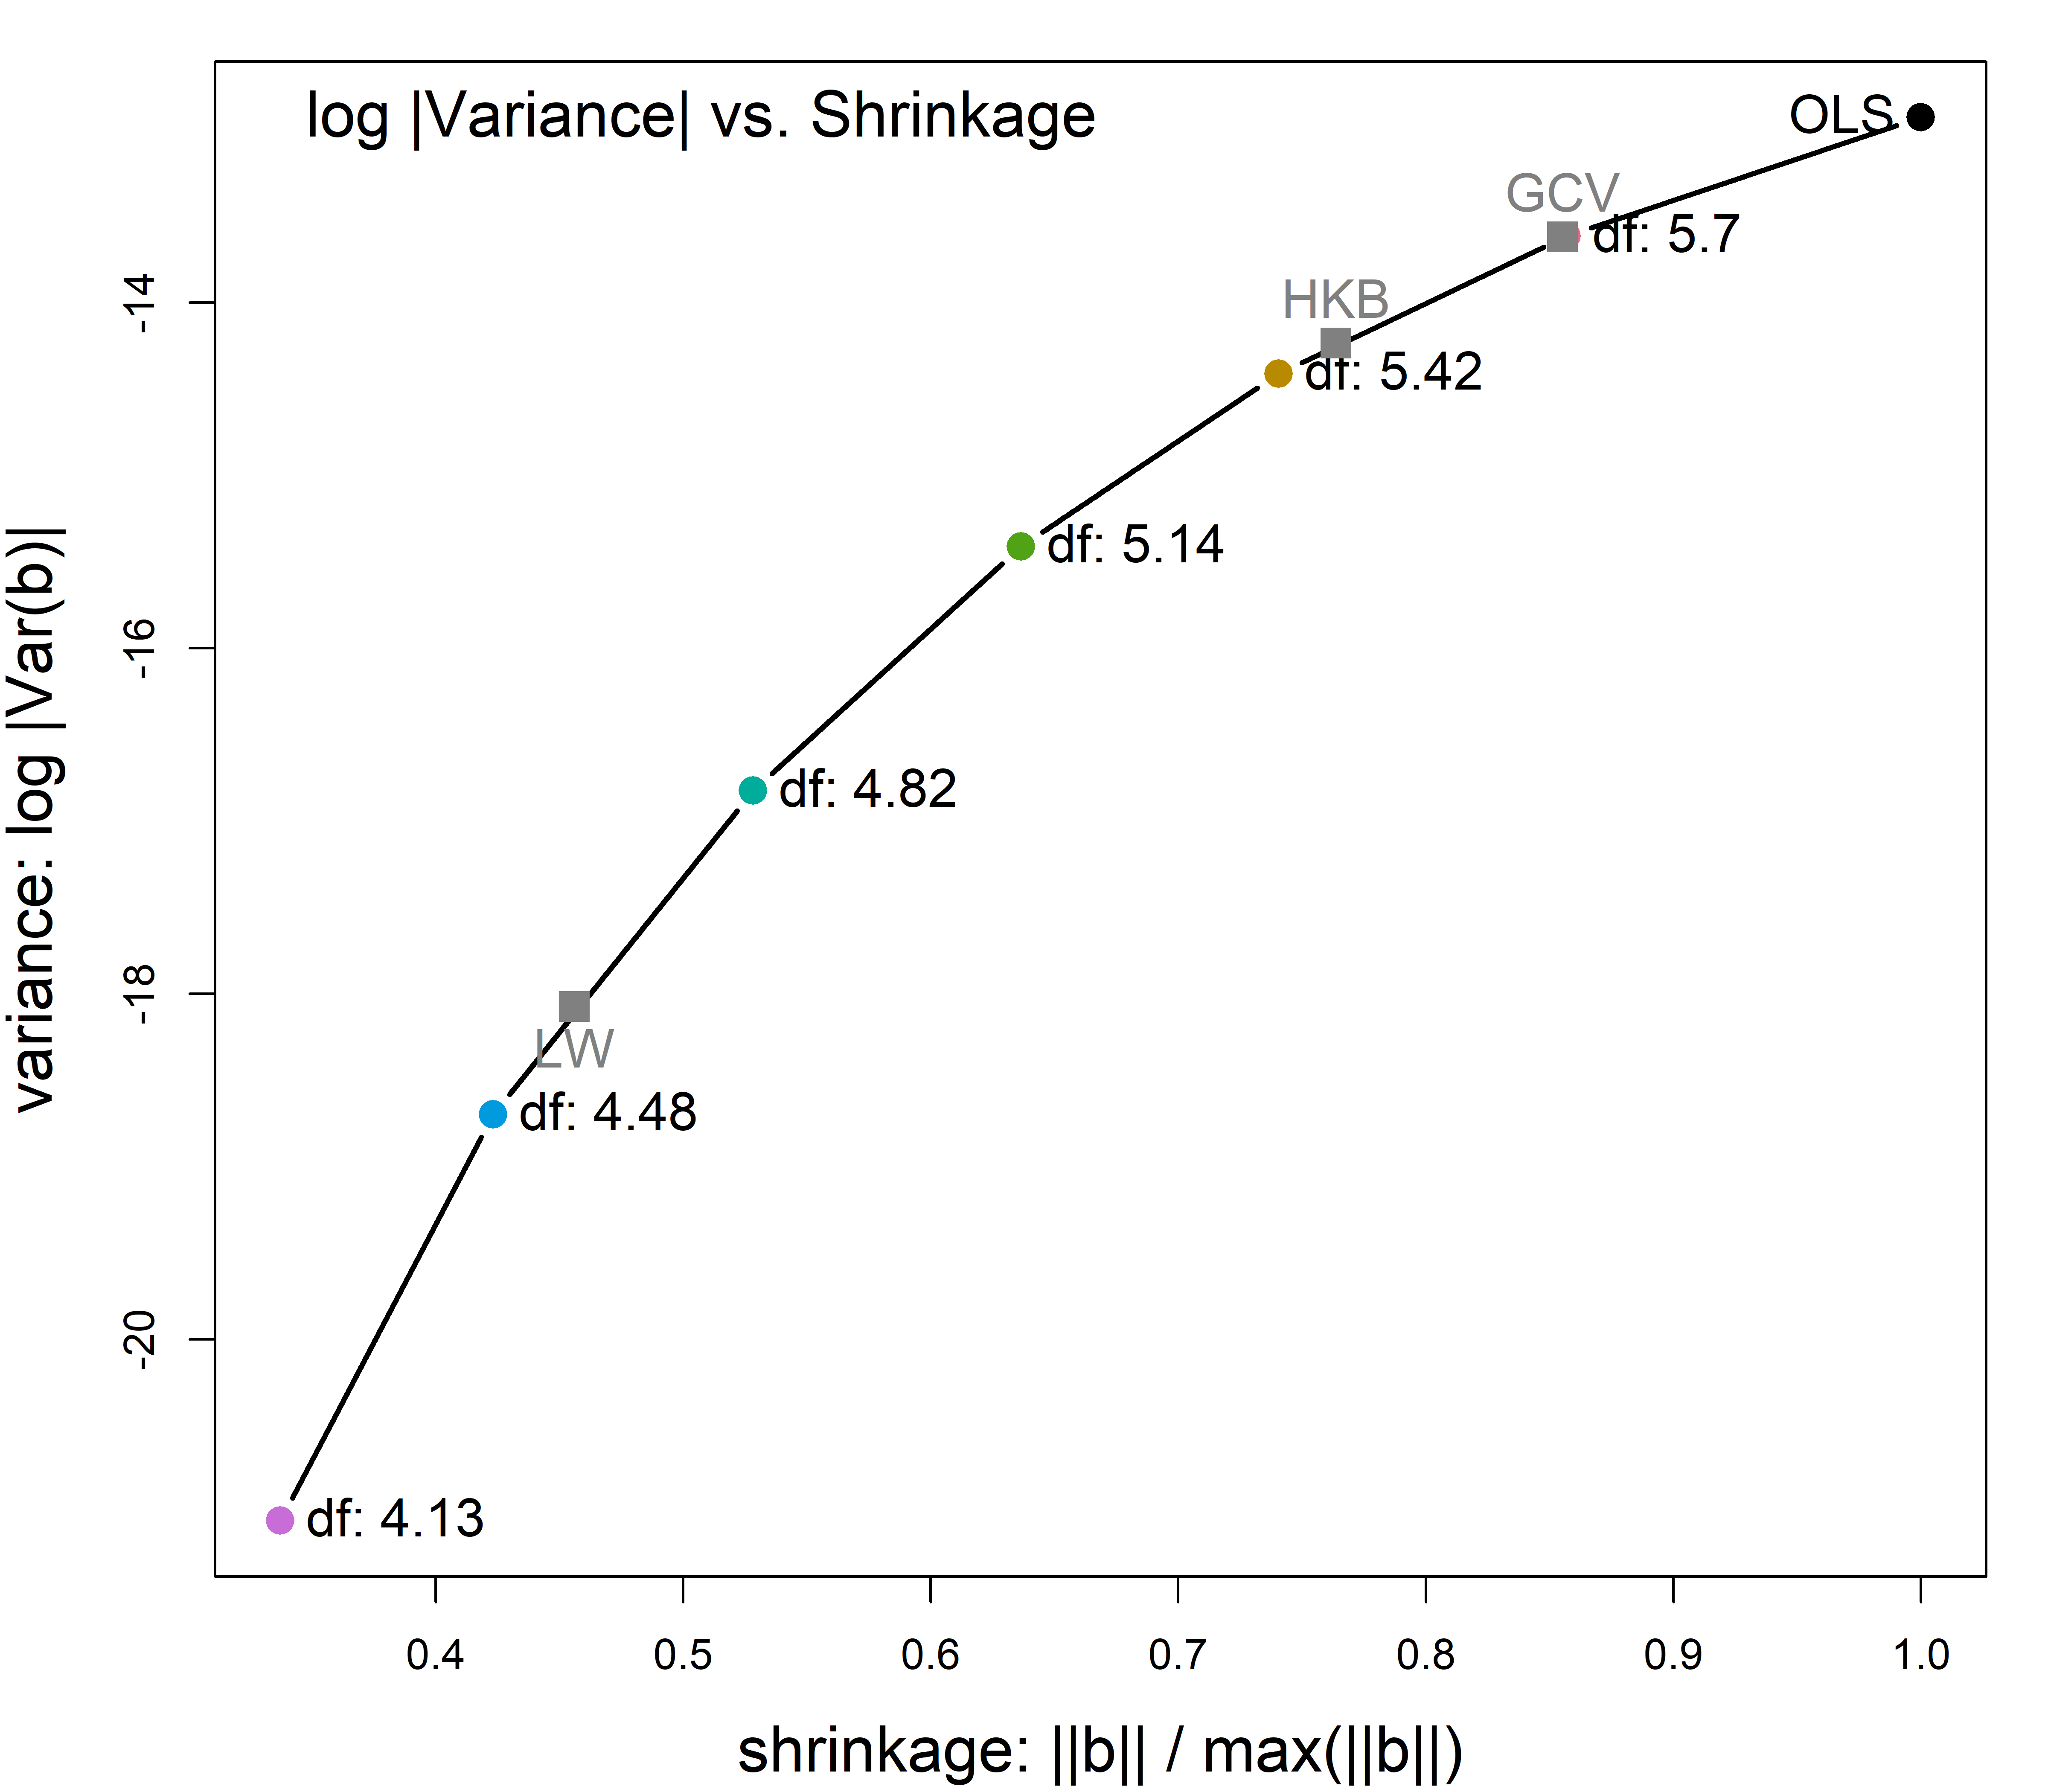 log |Variance| vs. Shrinkage
OLS
GCV
df: 5.7
HKB
df: 5.42
df: 5.14
df: 4.82
LW
df: 4.48
df: 4.13
-14
-16
-18
-20
variance: log |Var(b)|
0.4 0.5 0.6 0.7 0.8 0.9 1.0
shrinkage: ||b|| / max(||b||)